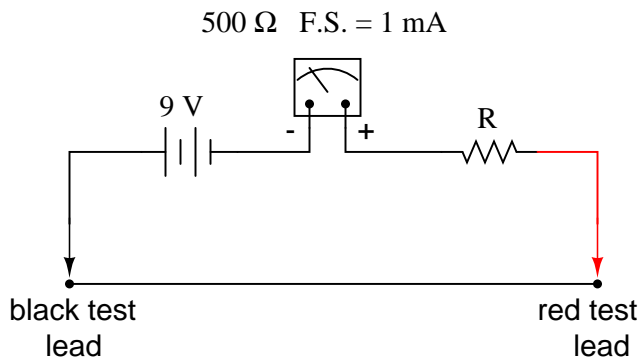 500 Ω F.S. = 1 mA
9 V
- +
R
black test
lead
red test
lead